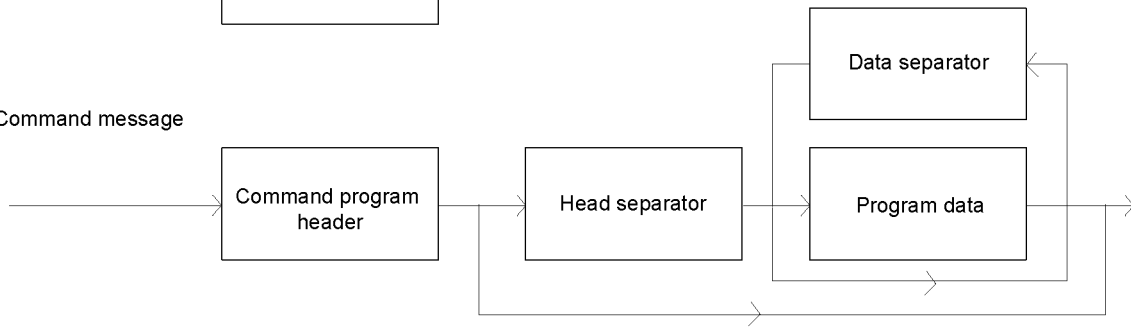 Data separator
Command message
Command program
header
Head separator
Program data